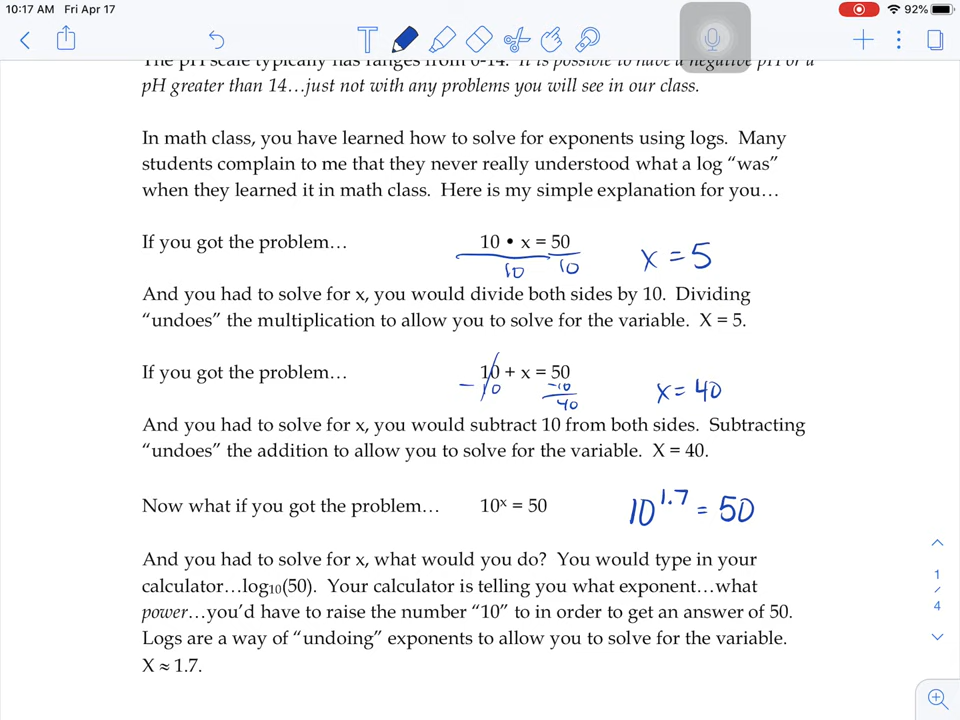 10:17 AM Fri Apr 17
92%
T
The pH scale typically has ranges from 0-14. It is possible to have a negative pH or a
pH greater than 14…just not with any problems you will see in our class.
In math class, you have learned how to solve for exponents using logs. Many
students complain to me that they never really understood what a log “was”
when they learned it in math class. Here is my simple explanation for you…
If you got the problem… 10 • x = 50 x = 5
10 10
And you had to solve for x, you would divide both sides by 10. Dividing
“undoes” the multiplication to allow you to solve for the variable. X = 5.
If you got the problem… 10 + x = 50
- 10 -10 x = 40
40
And you had to solve for x, you would subtract 10 from both sides. Subtracting
“undoes” the addition to allow you to solve for the variable. X = 40.
Now what if you got the problem… 10ˣ = 50 10^1.7 = 50
And you had to solve for x, what would you do? You would type in your
calculator…log₁₀(50). Your calculator is telling you what exponent…what
power…you’d have to raise the number “10” to in order to get an answer of 50.
Logs are a way of “undoing” exponents to allow you to solve for the variable.
X ≈ 1.7.
1
/
4